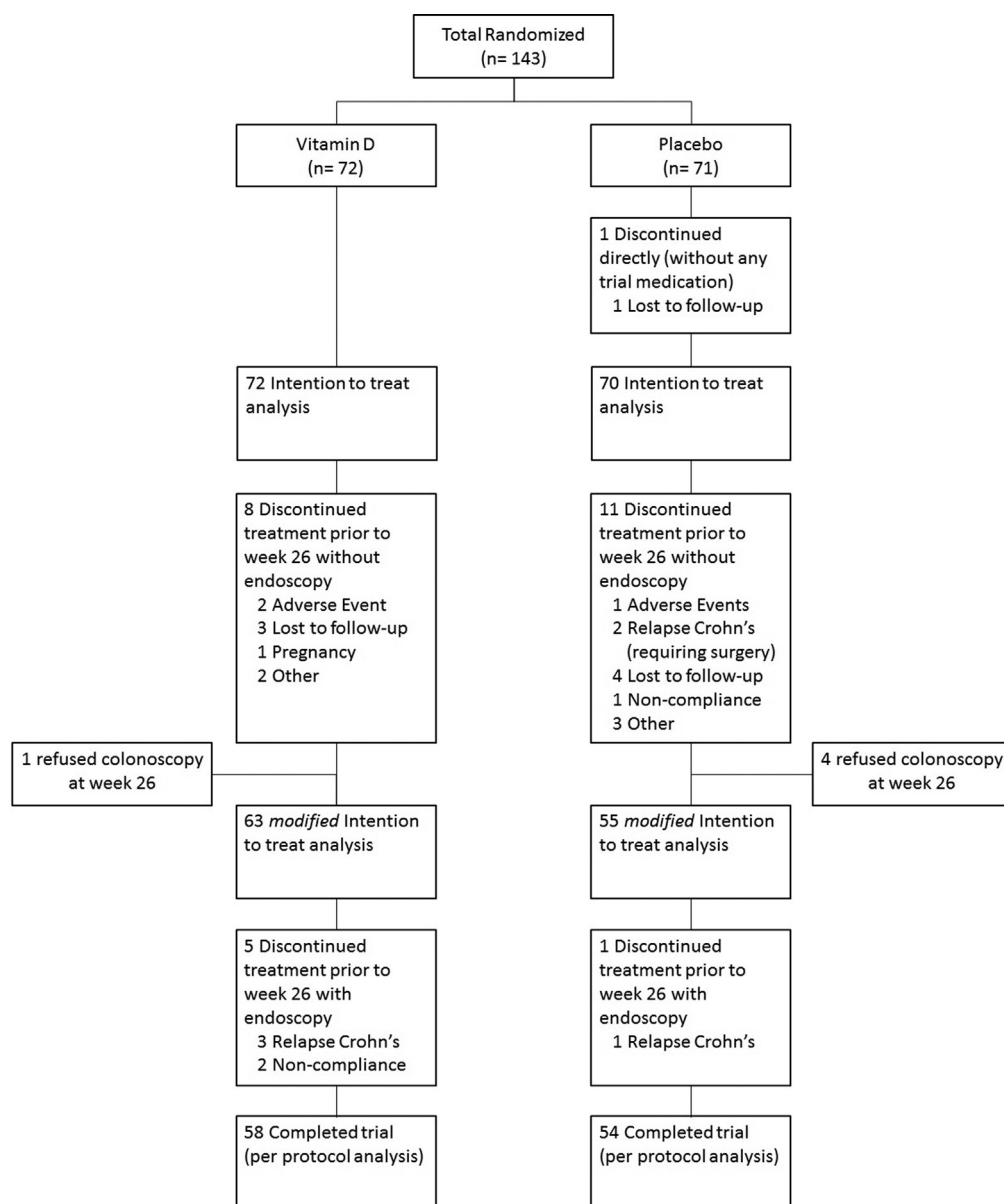 Total Randomized
(n= 143)
Vitamin D
(n= 72)
Placebo
(n= 71)
1 Discontinued
directly (without any
trial medication)
1 Lost to follow-up
72 Intention to treat
analysis
70 Intention to treat
analysis
8 Discontinued
treatment prior to
week 26 without
endoscopy
2 Adverse Event
3 Lost to follow-up
1 Pregnancy
2 Other
11 Discontinued
treatment prior to
week 26 without
endoscopy
1 Adverse Events
2 Relapse Crohn’s
(requiring surgery)
4 Lost to follow-up
1 Non-compliance
3 Other
1 refused colonoscopy
at week 26
4 refused colonoscopy
at week 26
63 modified Intention
to treat analysis
55 modified Intention
to treat analysis
5 Discontinued
treatment prior to
week 26 with
endoscopy
3 Relapse Crohn’s
2 Non-compliance
1 Discontinued
treatment prior to
week 26 with
endoscopy
1 Relapse Crohn’s
58 Completed trial
(per protocol analysis)
54 Completed trial
(per protocol analysis)